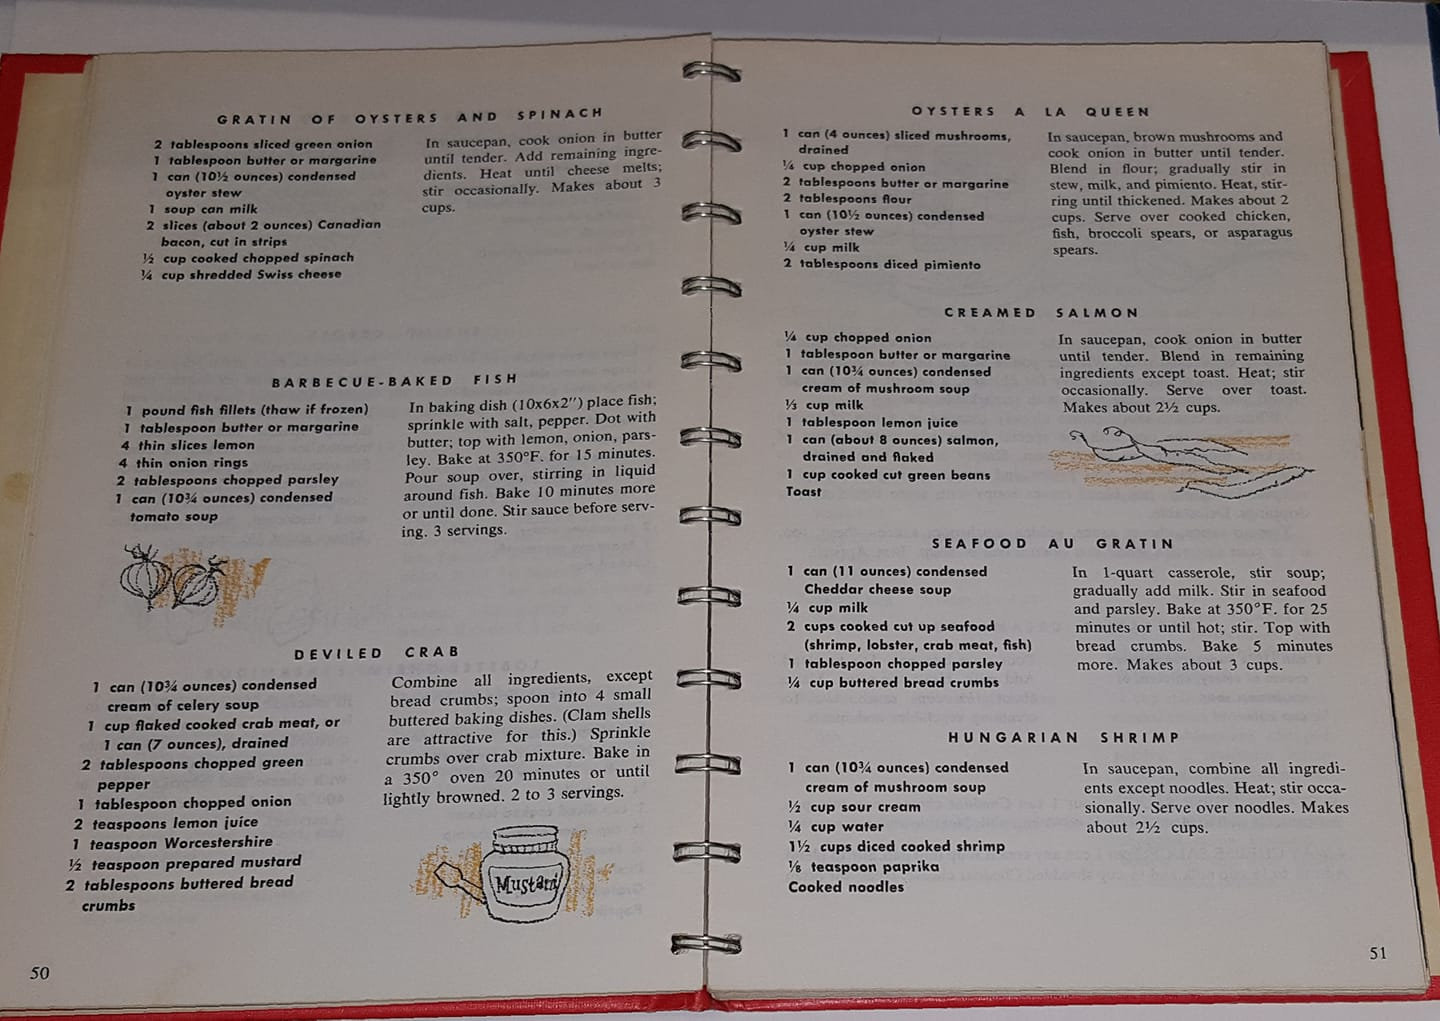 GRATIN OF OYSTERS AND SPINACH
2 tablespoons sliced green onion
1 tablespoon butter or margarine
1 can (10½ ounces) condensed
oyster stew
1 soup can milk
2 slices (about 2 ounces) Canadian
bacon, cut in strips
½ cup cooked chopped spinach
¼ cup shredded Swiss cheese
In saucepan, cook onion in butter
until tender. Add remaining ingre-
dients. Heat until cheese melts;
stir occasionally. Makes about 3
cups.
BARBECUE-BAKED FISH
1 pound fish fillets (thaw if frozen)
1 tablespoon butter or margarine
4 thin slices lemon
4 thin onion rings
2 tablespoons chopped parsley
1 can (10¾ ounces) condensed
tomato soup
In baking dish (10x6x2") place fish;
sprinkle with salt, pepper. Dot with
butter; top with lemon, onion, pars-
ley. Bake at 350°F. for 15 minutes.
Pour soup over, stirring in liquid
around fish. Bake 10 minutes more
or until done. Stir sauce before serv-
ing. 3 servings.
DEVILED CRAB
1 can (10¾ ounces) condensed
cream of celery soup
1 cup flaked cooked crab meat, or
1 can (7 ounces), drained
2 tablespoons chopped green
pepper
1 tablespoon chopped onion
2 teaspoons lemon juice
1 teaspoon Worcestershire
½ teaspoon prepared mustard
2 tablespoons buttered bread
crumbs
Combine all ingredients, except
bread crumbs; spoon into 4 small
buttered baking dishes. (Clam shells
are attractive for this.) Sprinkle
crumbs over crab mixture. Bake in
a 350° oven 20 minutes or until
lightly browned. 2 to 3 servings.
Mustard
50
OYSTERS A LA QUEEN
1 can (4 ounces) sliced mushrooms,
drained
¼ cup chopped onion
2 tablespoons butter or margarine
2 tablespoons flour
1 can (10½ ounces) condensed
oyster stew
¼ cup milk
2 tablespoons diced pimiento
In saucepan, brown mushrooms and
cook onion in butter until tender.
Blend in flour; gradually stir in
stew, milk, and pimiento. Heat, stir-
ring until thickened. Makes about 2
cups. Serve over cooked chicken,
fish, broccoli spears, or asparagus
spears.
CREAMED SALMON
¼ cup chopped onion
1 tablespoon butter or margarine
1 can (10¾ ounces) condensed
cream of mushroom soup
⅓ cup milk
1 tablespoon lemon juice
1 can (about 8 ounces) salmon,
drained and flaked
1 cup cooked cut green beans
Toast
In saucepan, cook onion in butter
until tender. Blend in remaining
ingredients except toast. Heat; stir
occasionally. Serve over toast.
Makes about 2½ cups.
SEAFOOD AU GRATIN
1 can (11 ounces) condensed
Cheddar cheese soup
¼ cup milk
2 cups cooked cut up seafood
(shrimp, lobster, crab meat, fish)
1 tablespoon chopped parsley
¼ cup buttered bread crumbs
In 1-quart casserole, stir soup;
gradually add milk. Stir in seafood
and parsley. Bake at 350°F. for 25
minutes or until hot; stir. Top with
bread crumbs. Bake 5 minutes
more. Makes about 3 cups.
HUNGARIAN SHRIMP
1 can (10¾ ounces) condensed
cream of mushroom soup
½ cup sour cream
¼ cup water
1½ cups diced cooked shrimp
⅛ teaspoon paprika
Cooked noodles
In saucepan, combine all ingredi-
ents except noodles. Heat; stir occa-
sionally. Serve over noodles. Makes
about 2½ cups.
51